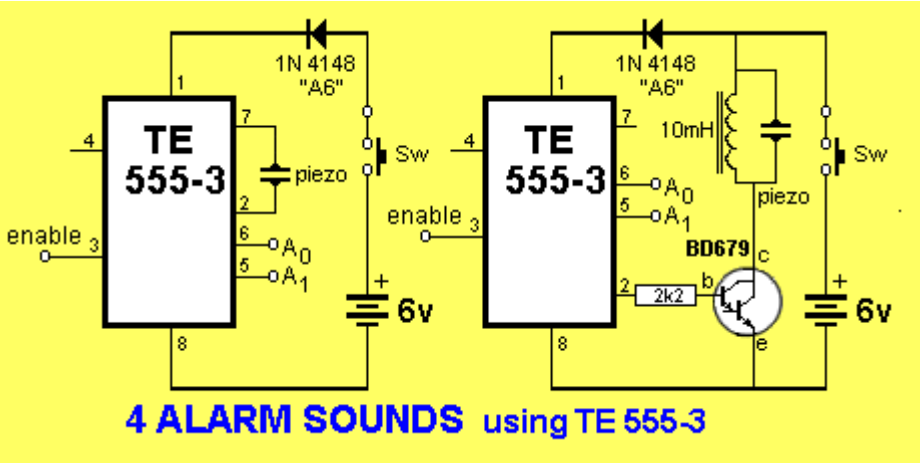 1N 4148
"A6"
1
TE
555-3
4
7
piezo
2
enable 3
6 A0
5 A1
8
Sw
+
6v
1N 4148
"A6"
1
TE
555-3
4
7
10mH
piezo
6 A0
5 A1
enable 3
BD679
c
2 2k2 b
e
8
Sw
+
6v
4 ALARM SOUNDS using TE 555-3